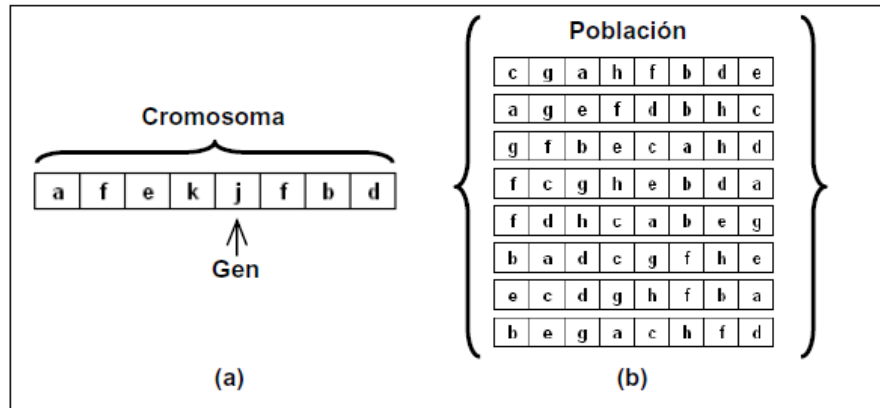 Cromosoma
a f e k j f b d
Gen
(a)
Población
c g a h f b d e
a g e f d b h c
g f b e c a h d
f c g h e b d a
f d h c a b e g
b a d c g f h e
e c d g h f b a
b e g a c h f d
(b)